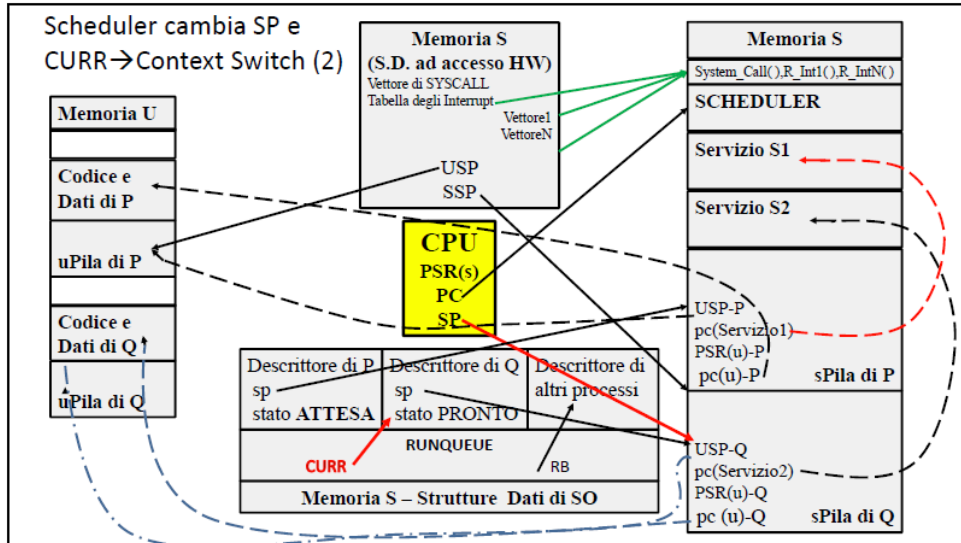 Scheduler cambia SP e
CURR→Context Switch (2)
Memoria U
Codice e
Dati di P
uPila di P
Codice e
Dati di Q
uPila di Q
Memoria S
(S.D. ad accesso HW)
Vettore di SYSCALL
Tabella degli Interrupt
Vettore1
VettoreN
USP
SSP
CPU
PSR(s)
PC
SP
Descrittore di P
sp
stato ATTESA
Descrittore di Q
sp
stato PRONTO
Descrittore di
altri processi
RUNQUEUE
CURR
RB
Memoria S – Strutture Dati di SO
Memoria S
System_Call(),R_Int1(),R_IntN()
SCHEDULER
Servizio S1
Servizio S2
USP-P
pc(Servizio1)
PSR(u)-P
pc(u)-P
sPila di P
USP-Q
pc(Servizio2)
PSR(u)-Q
pc (u)-Q
sPila di Q